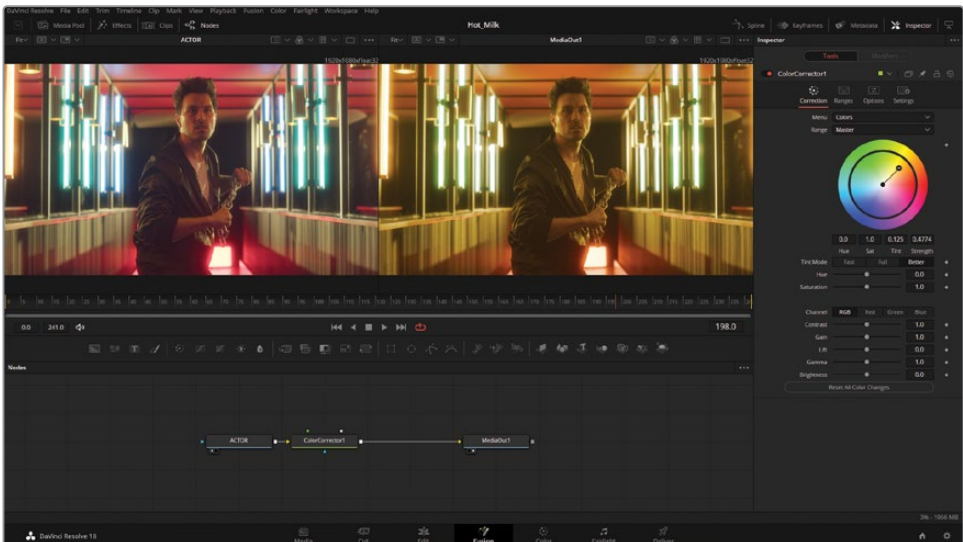 DaVinci Resolve File Edit Trim Timeline Clip Mark View Playback Fusion Color Fairlight Workspace Help
Media Pool Effects Clips Nodes
Hot_Milk
Spline Keyframes Metadata Inspector
Fit ACTOR
Fit MediaOut1
Inspector
1920x1080xfloat32
1920x1080xfloat32
Tools Modifiers
ColorCorrector1
Correction Ranges Options Settings
Menu Colors
Range Master
0.0 1.0 0.125 0.4774
Hue Sat Tint Strength
Tint Mode Fast Full Better
Hue 0.0
Saturation 1.0
Channel RGB Red Green Blue
Contrast 1.0
Gain 1.0
Lift 0.0
Gamma 1.0
Brightness 0.0
Reset All Color Changes
0.0 241.0
198.0
Nodes
ACTOR
ColorCorrector1
MediaOut1
DaVinci Resolve 18
Media Cut Edit Fusion Color Fairlight Deliver